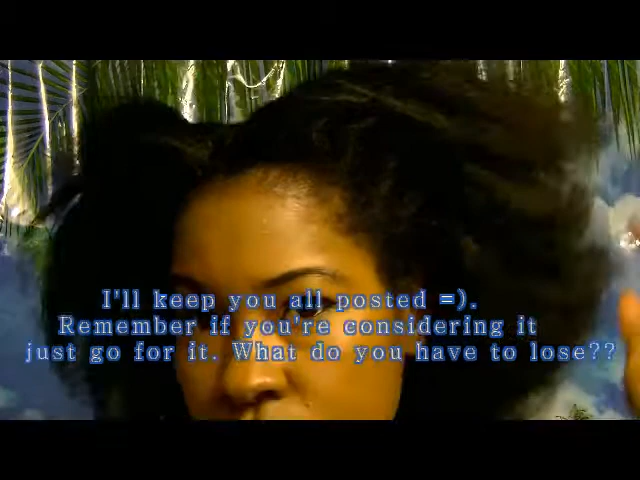 I'll keep you all posted =).
Remember if you're considering it
just go for it. What do you have to lose??